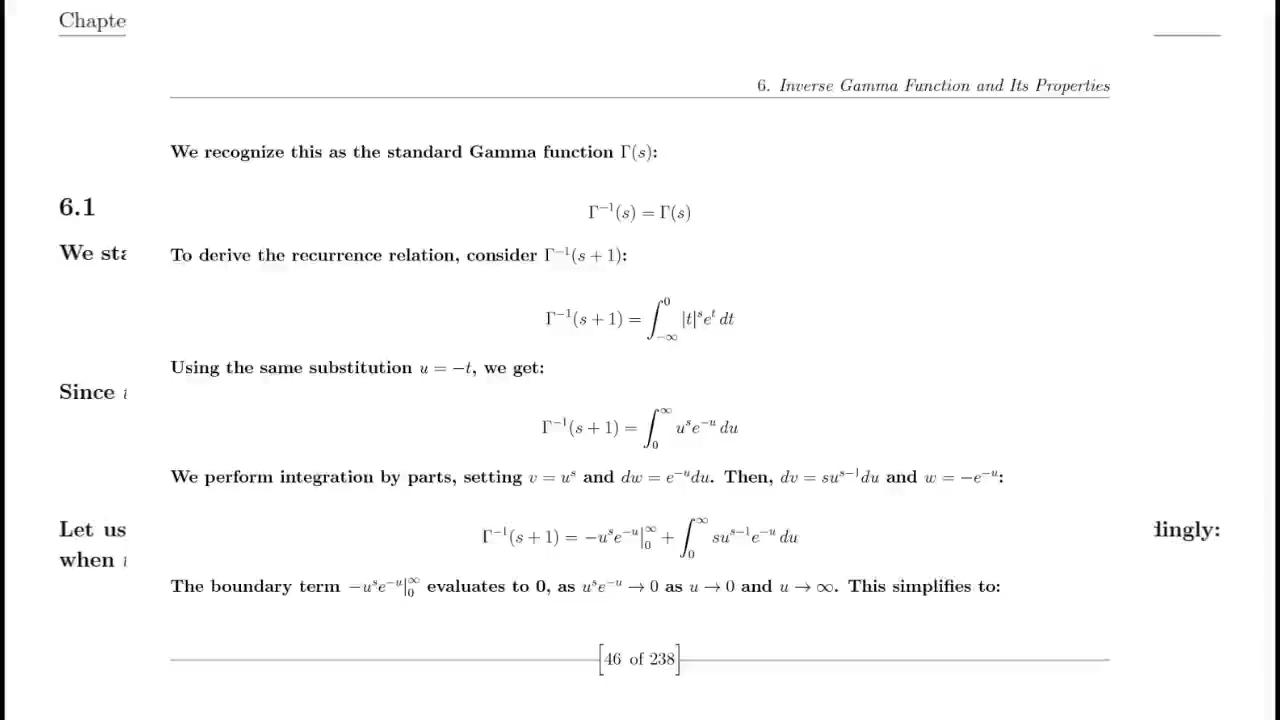 Chapte
6. Inverse Gamma Function and Its Properties
We recognize this as the standard Gamma function Γ(s):
6.1
Γ⁻¹(s) = Γ(s)
We sta
To derive the recurrence relation, consider Γ⁻¹(s + 1):
Γ⁻¹(s + 1) = ∫_{−∞}^{0} |t|^s e^t dt
Using the same substitution u = −t, we get:
Since t
Γ⁻¹(s + 1) = ∫_{0}^{∞} u^s e^{−u} du
We perform integration by parts, setting v = u^s and dw = e^{−u}du. Then, dv = su^{s−1}du and w = −e^{−u}:
Let us
dingly:
Γ⁻¹(s + 1) = −u^s e^{−u}|_{0}^{∞} + ∫_{0}^{∞} su^{s−1}e^{−u} du
when t
The boundary term −u^s e^{−u}|_{0}^{∞} evaluates to 0, as u^s e^{−u} → 0 as u → 0 and u → ∞. This simplifies to:
46 of 238